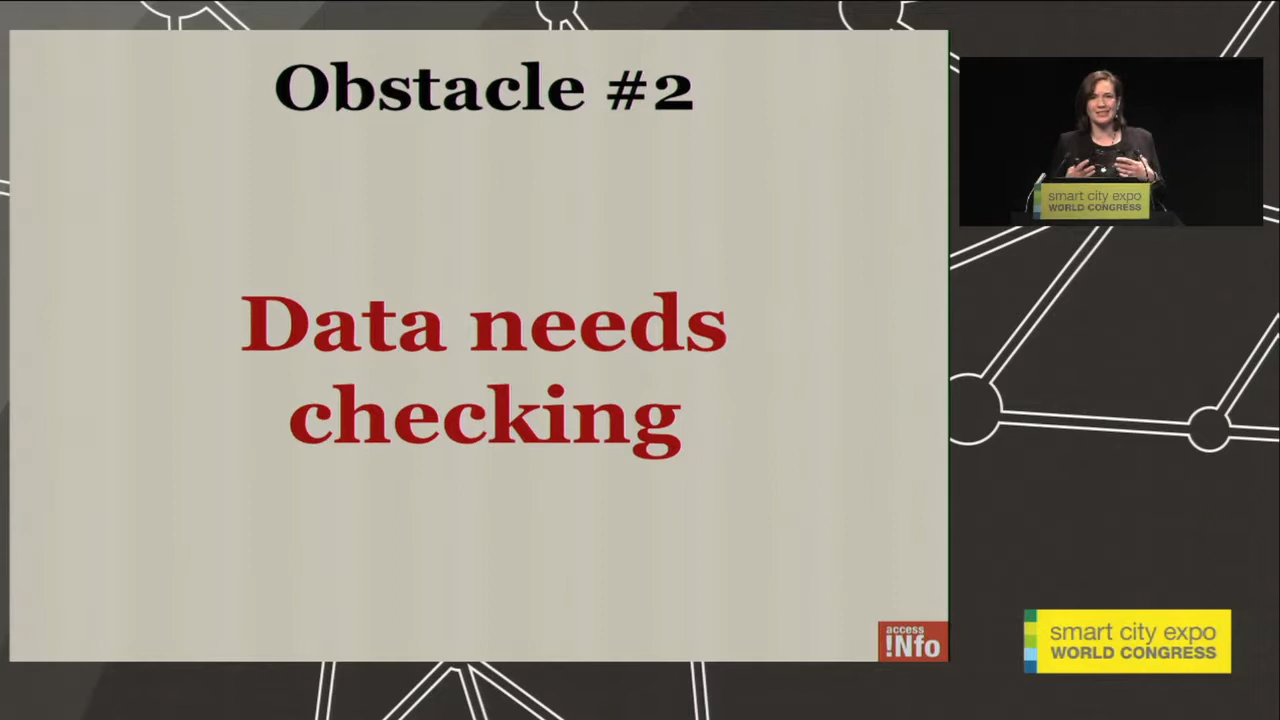 Obstacle #2
Data needs
checking
access
!Nfo
smart city expo
WORLD CONGRESS
smart city expo
WORLD CONGRESS